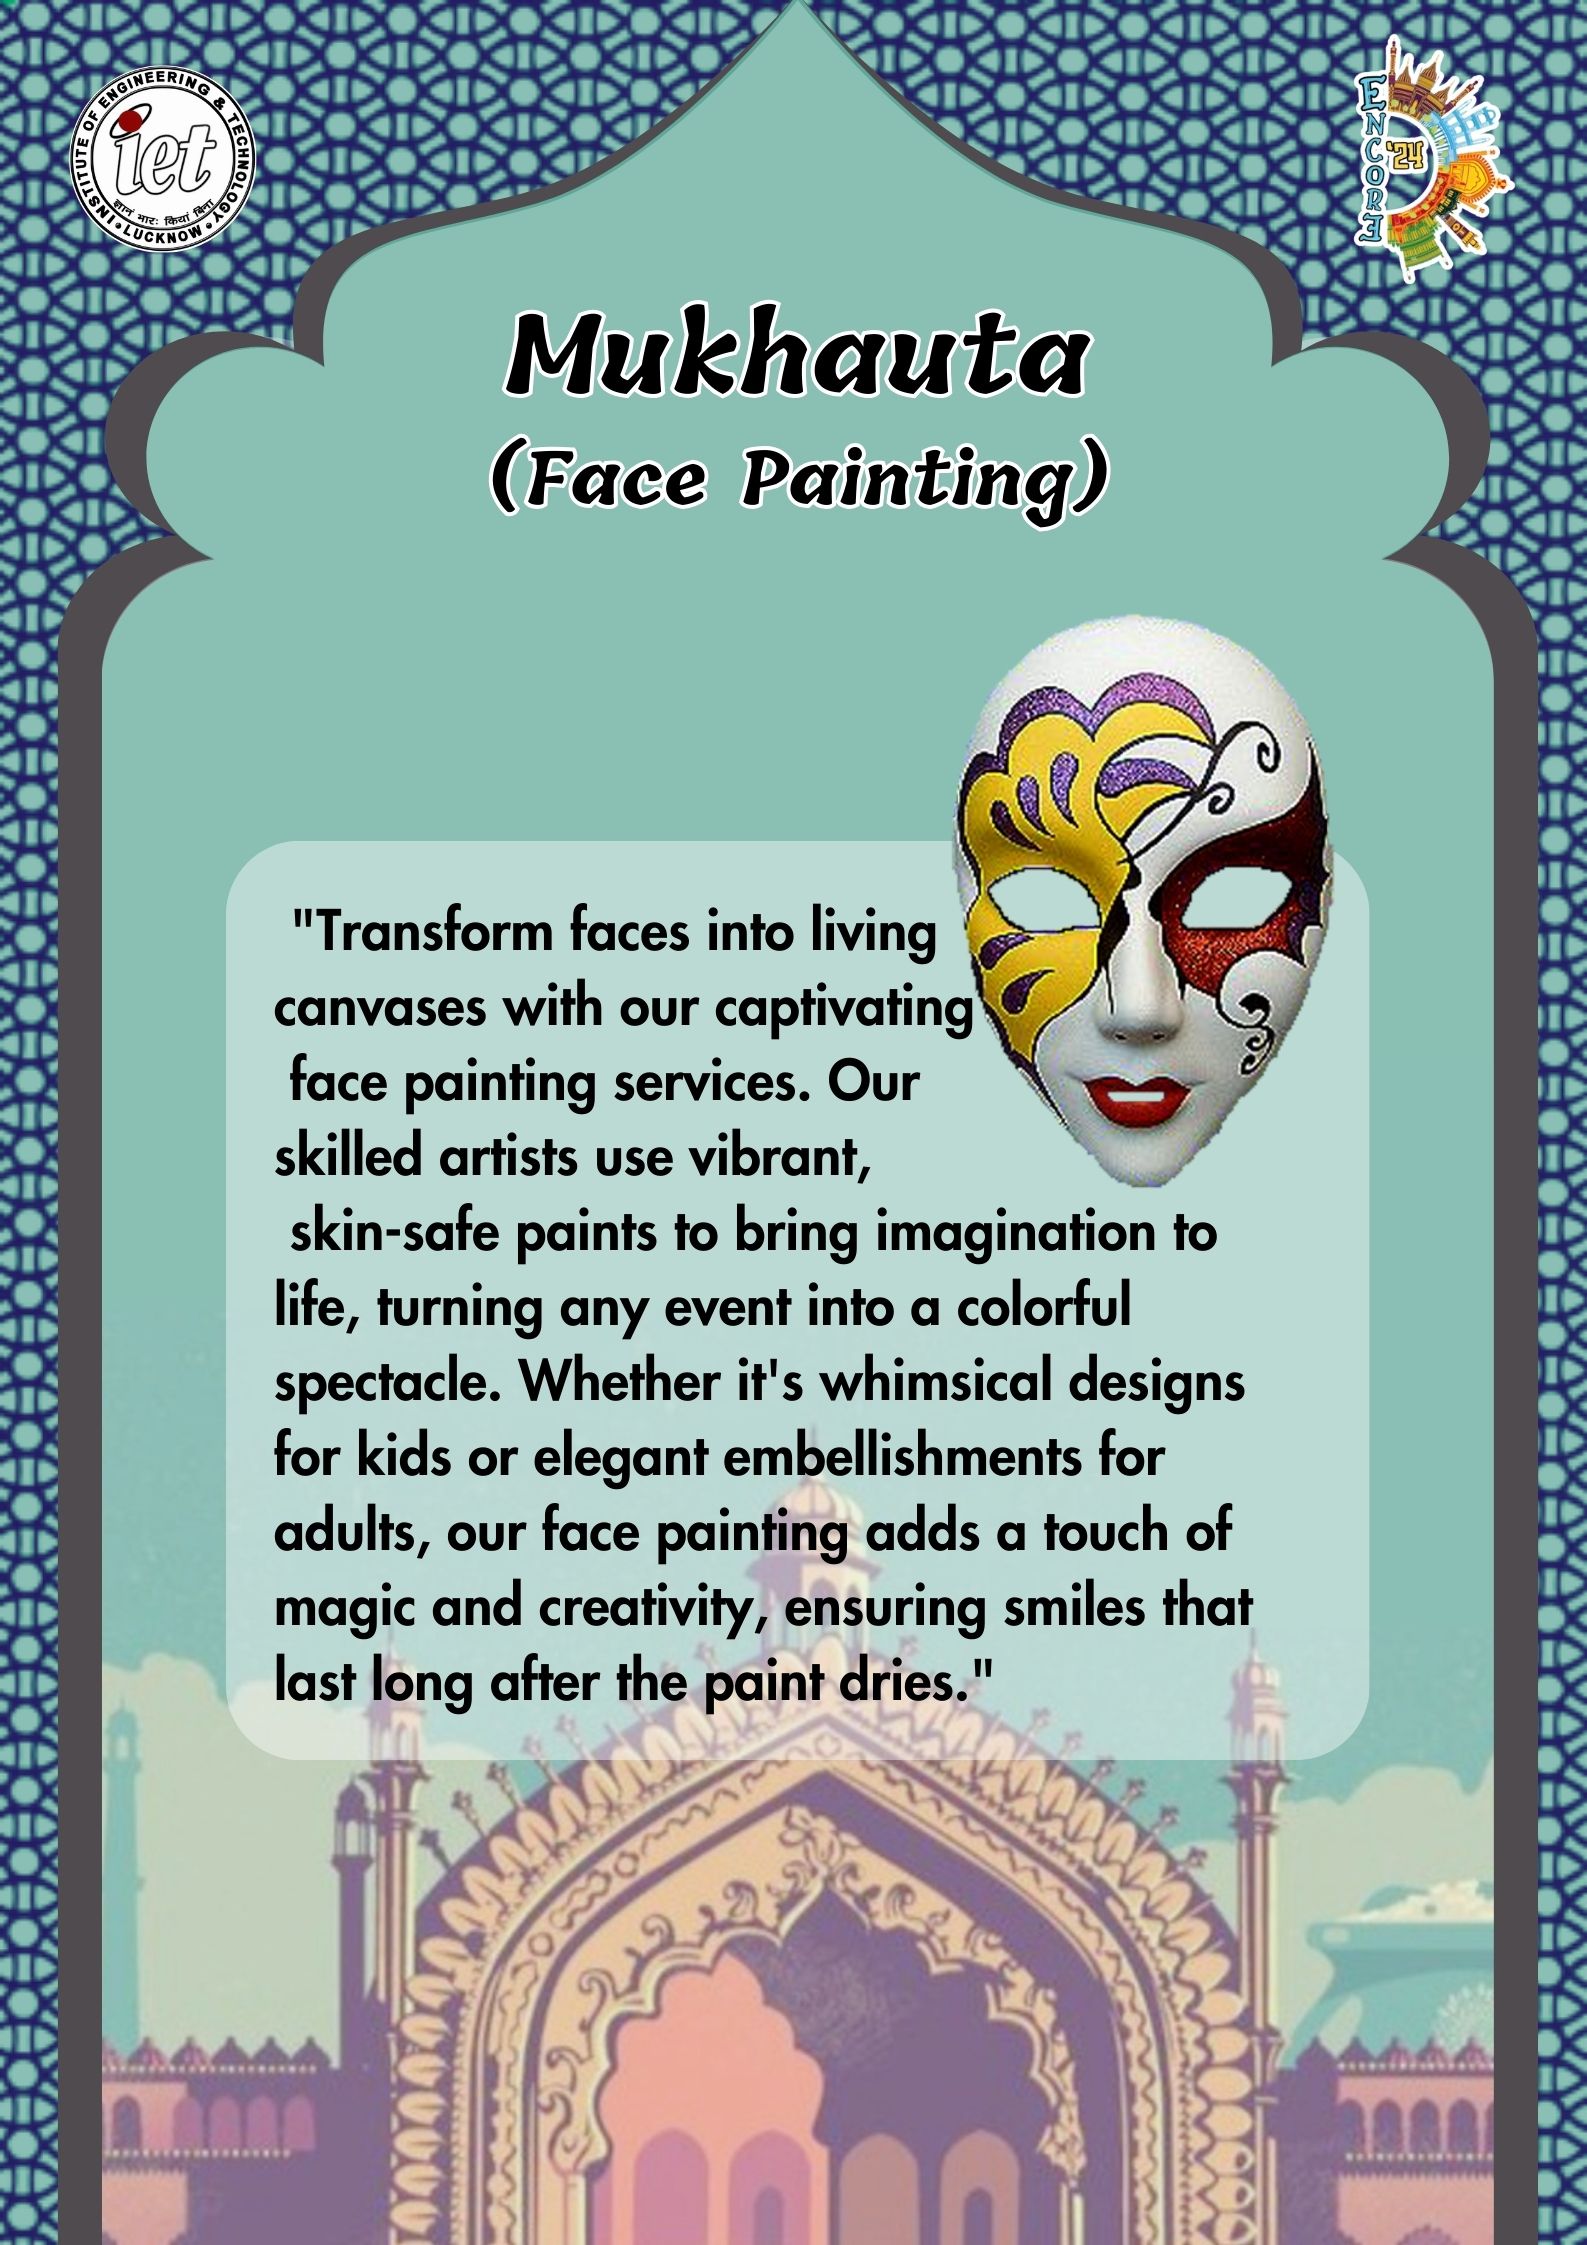 INSTITUTE OF ENGINEERING & TECHNOLOGY
iet
• LUCKNOW •
ENCORE
'24
Mukhauta
(Face Painting)
"Transform faces into living
canvases with our captivating
face painting services. Our
skilled artists use vibrant,
skin-safe paints to bring imagination to
life, turning any event into a colorful
spectacle. Whether it's whimsical designs
for kids or elegant embellishments for
adults, our face painting adds a touch of
magic and creativity, ensuring smiles that
last long after the paint dries."